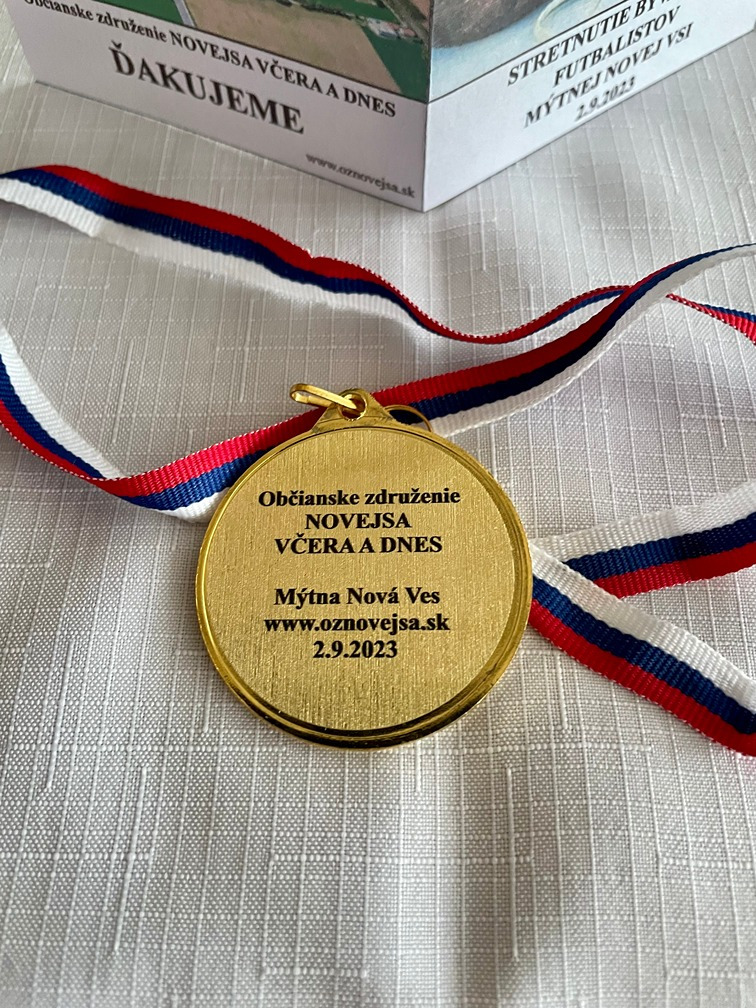 Občianske združenie NOVEJSA VČERA A DNES
ĎAKUJEME
www.oznovejsa.sk
STRETNUTIE
FUTBALISTOV
MÝTNEJ NOVEJ VSI
2.9.2023
Občianske združenie
NOVEJSA
VČERA A DNES
Mýtna Nová Ves
www.oznovejsa.sk
2.9.2023